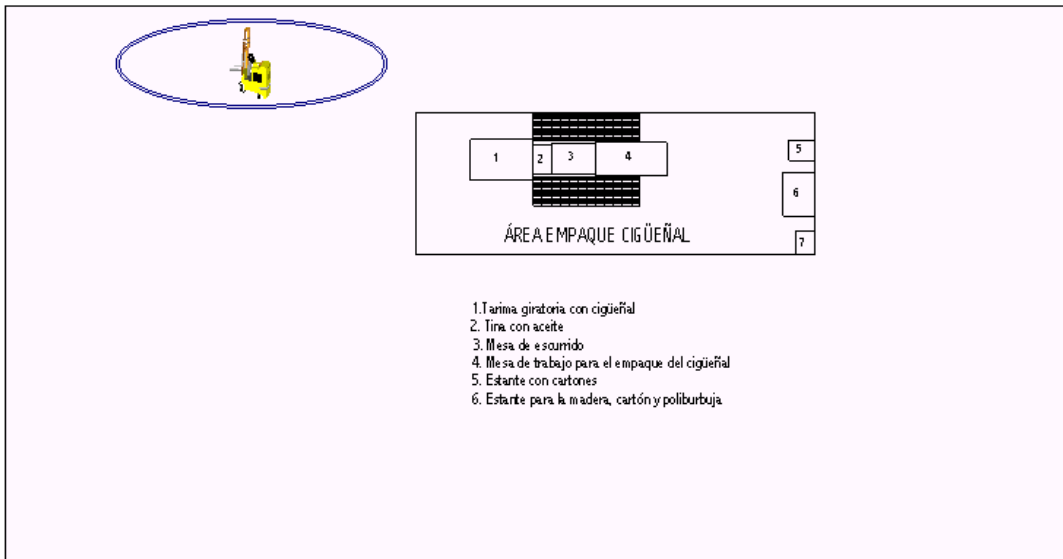 1
2
3
4
5
6
7
ÁREA EMPAQUE CIGÜEÑAL
1.Tarima giratoria con cigüeñal
2. Tina con aceite
3. Mesa de escurrido
4. Mesa de trabajo para el empaque del cigüeñal
5. Estante con cartones
6. Estante para la madera, cartón y poliburbuja